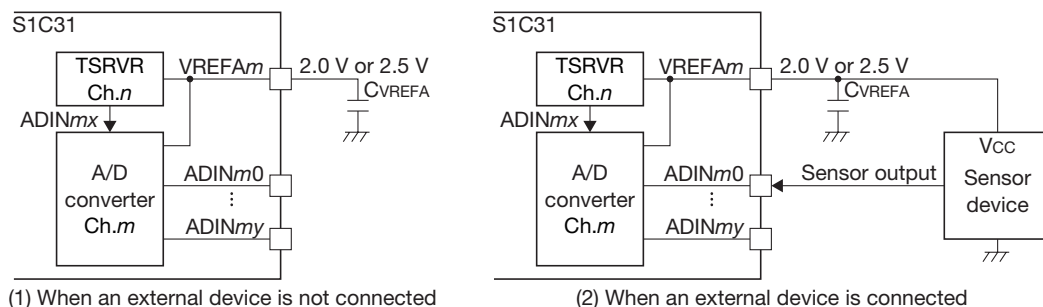 S1C31
TSRVR
Ch.n
VREFAm
2.0 V or 2.5 V
CVREFA
ADINmx
A/D
converter
Ch.m
ADINm0
⋮
ADINmy
(1) When an external device is not connected
S1C31
TSRVR
Ch.n
VREFAm
2.0 V or 2.5 V
CVREFA
ADINmx
A/D
converter
Ch.m
ADINm0
⋮
ADINmy
Sensor output
VCC
Sensor
device
(2) When an external device is connected